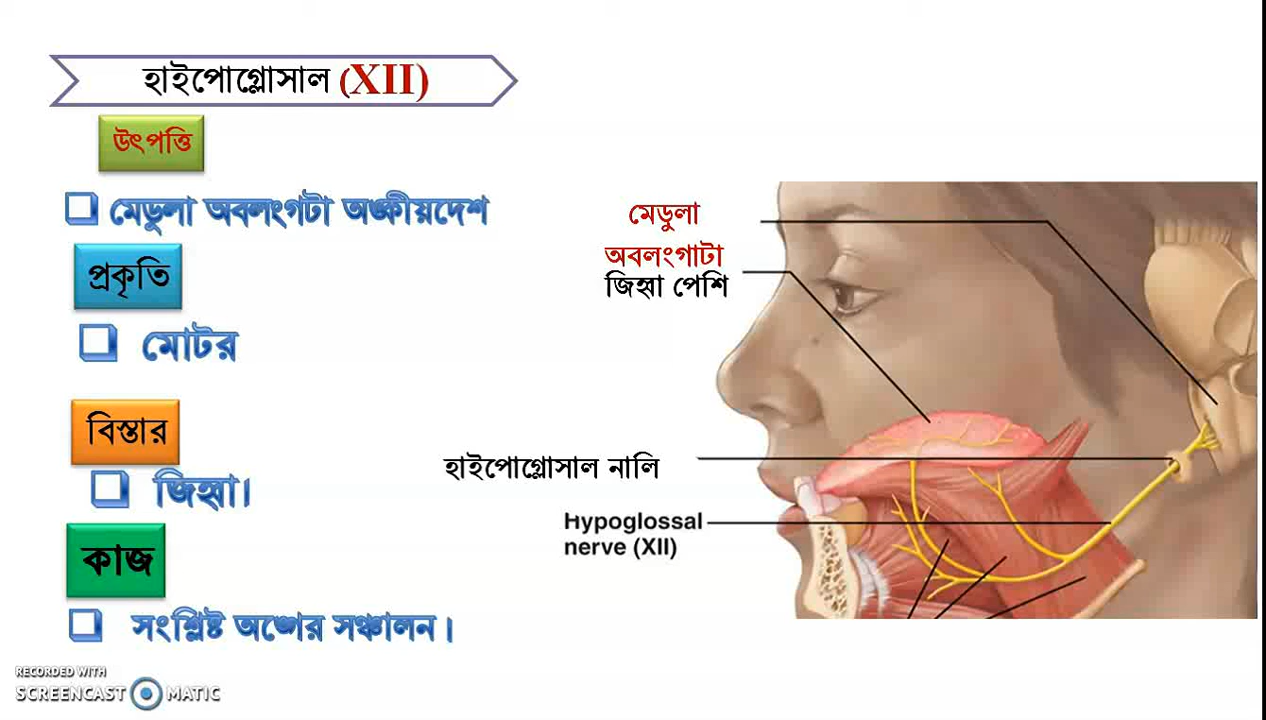 হাইপোগ্লোসাল (XII)
উৎপত্তি
মেডুলা অবলংগটা অঙ্কীয়দেশ
প্রকৃতি
মোটর
বিস্তার
জিহ্বা।
কাজ
সংশ্লিষ্ট অঙ্গের সঞ্চালন।
মেডুলা
অবলংগাটা
জিহ্বা পেশি
হাইপোগ্লোসাল নালি
Hypoglossal
nerve (XII)
RECORDED WITH
SCREENCAST MATIC